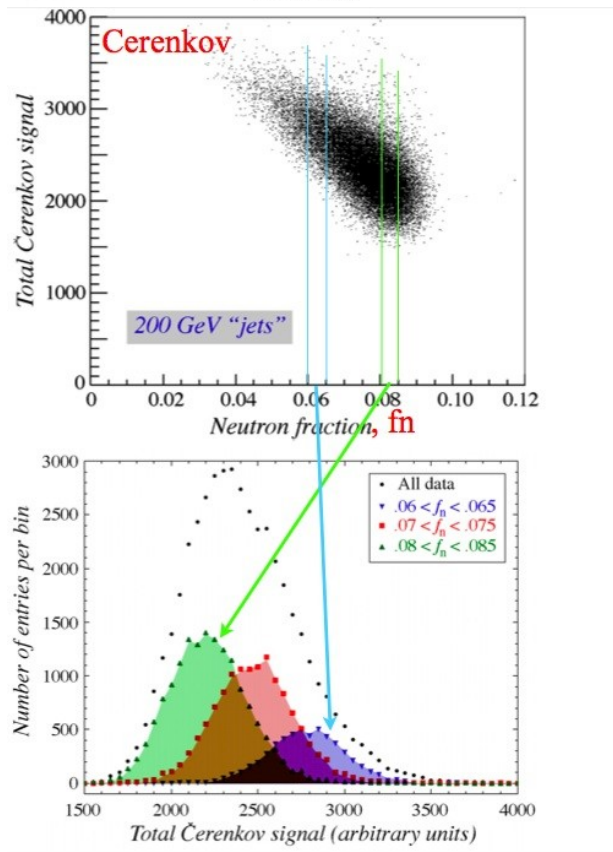 4000
Cerenkov
3000
2000
1000
0
Total Čerenkov signal
200 GeV “jets”
0 0.02 0.04 0.06 0.08 0.10 0.12
Neutron fraction, fn
3000
2500
2000
1500
1000
500
0
Number of entries per bin
All data
.06 < fn < .065
.07 < fn < .075
.08 < fn < .085
1500 2000 2500 3000 3500 4000
Total Čerenkov signal (arbitrary units)